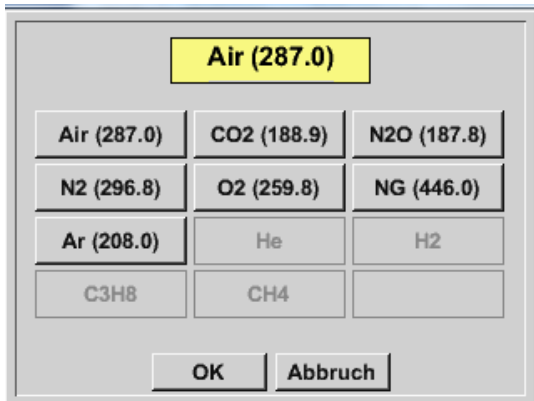 Air (287.0)
Air (287.0) CO2 (188.9) N2O (187.8)
N2 (296.8) O2 (259.8) NG (446.0)
Ar (208.0) He H2
C3H8 CH4
OK Abbruch